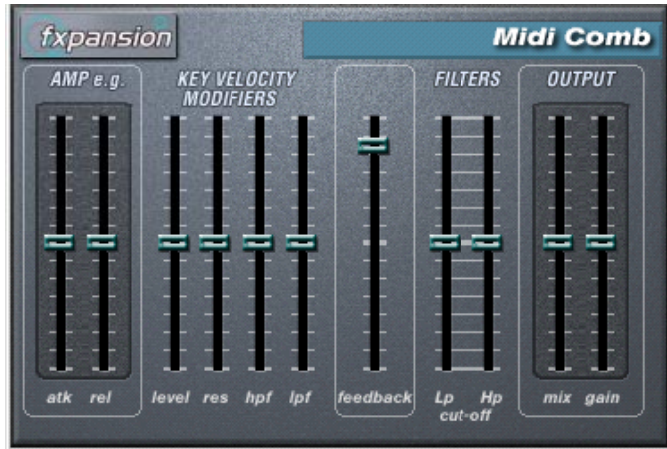 fxpansion
Midi Comb
AMP e.g.
KEY VELOCITY
MODIFIERS
FILTERS
OUTPUT
atk rel
level res hpf lpf
feedback
Lp Hp
cut-off
mix gain